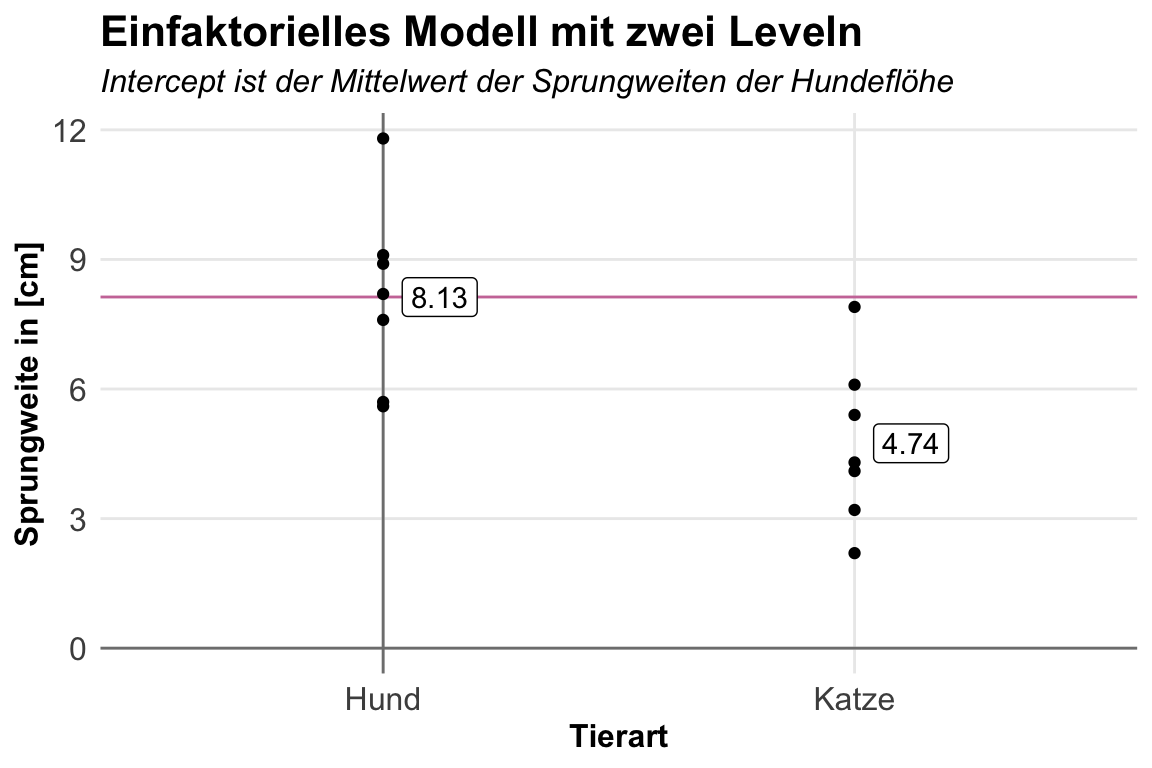 Einfaktorielles Modell mit zwei Leveln
Intercept ist der Mittelwert der Sprungweiten der Hundeflöhe
Sprungweite in [cm]
12
9
6
3
0
8.13
4.74
Hund
Katze
Tierart